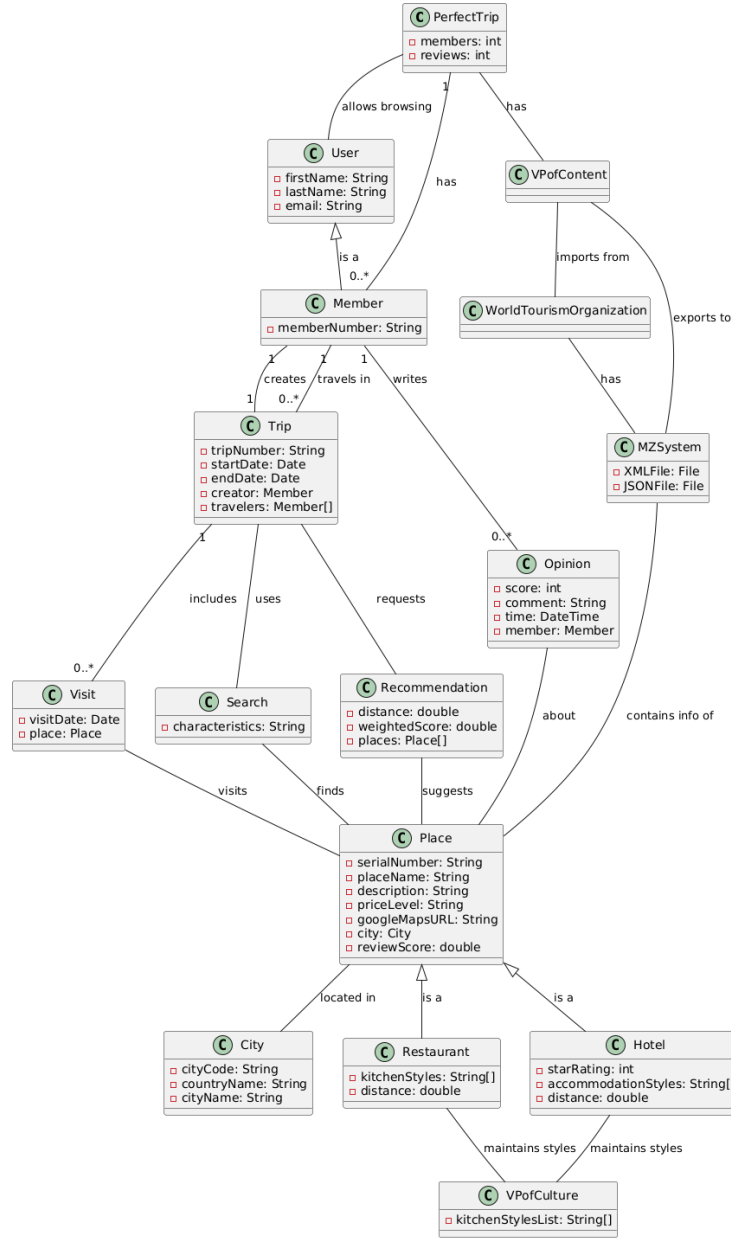 C PerfectTrip
members: int
reviews: int
1
allows browsing
has
C User
firstName: String
lastName: String
email: String
C VPofContent
has
is a
imports from
0..*
C Member
memberNumber: String
C WorldTourismOrganization
exports to
1
1
1
creates
travels in
writes
has
1
0..*
C Trip
tripNumber: String
startDate: Date
endDate: Date
creator: Member
travelers: Member[]
C MZSystem
XMLFile: File
JSONFile: File
1
0..*
C Opinion
score: int
comment: String
time: DateTime
member: Member
includes
uses
requests
0..*
C Visit
visitDate: Date
place: Place
C Search
characteristics: String
C Recommendation
distance: double
weightedScore: double
places: Place[]
about
contains info of
visits
finds
suggests
C Place
serialNumber: String
placeName: String
description: String
priceLevel: String
googleMapsURL: String
city: City
reviewScore: double
located in
is a
is a
C City
cityCode: String
countryName: String
cityName: String
C Restaurant
kitchenStyles: String[]
distance: double
C Hotel
starRating: int
accommodationStyles: String[
distance: double
maintains styles
maintains styles
C VPofCulture
kitchenStylesList: String[]